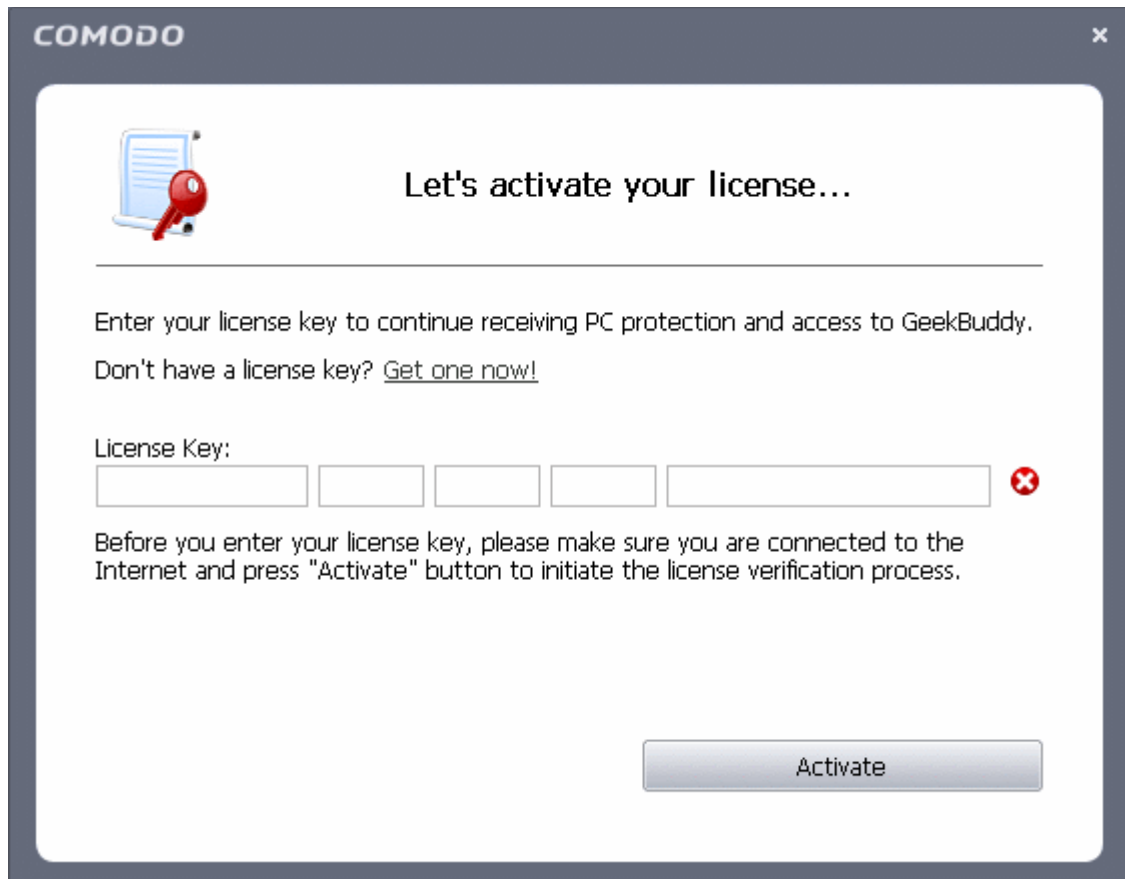 COMODO
Let's activate your license...
Enter your license key to continue receiving PC protection and access to GeekBuddy.
Don't have a license key? Get one now!
License Key:
Before you enter your license key, please make sure you are connected to the
Internet and press "Activate" button to initiate the license verification process.
Activate